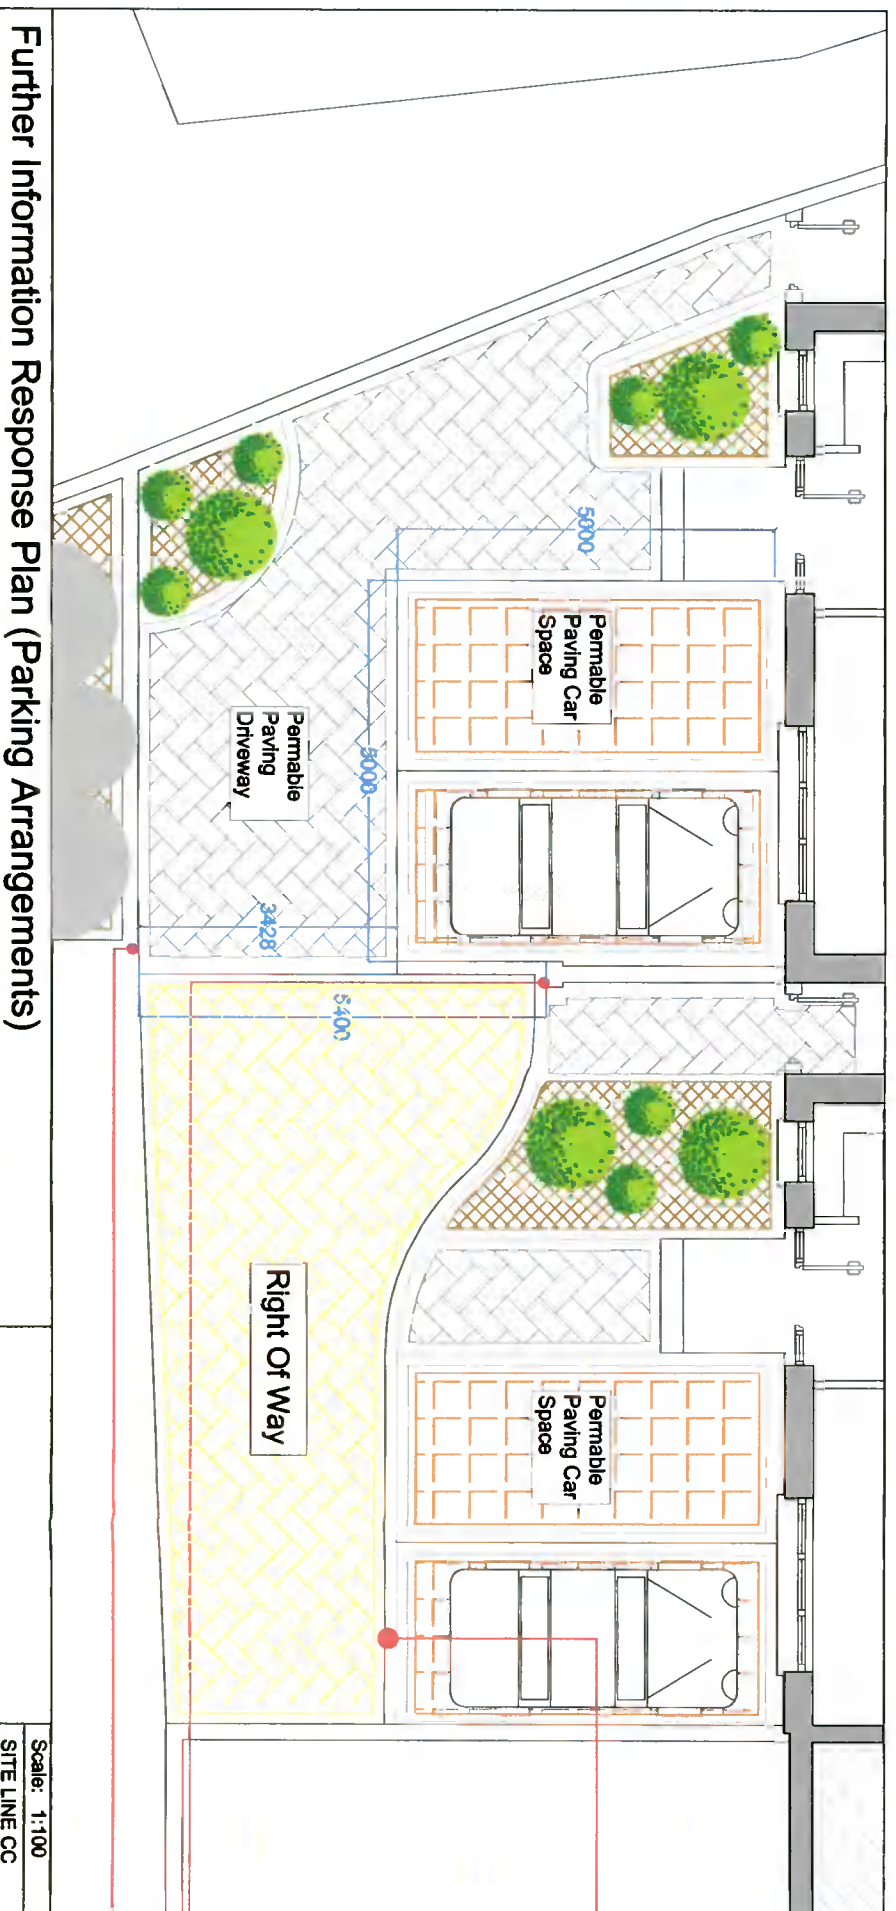 5000
Permable
Paving Car
Space
Permable
Paving Car
Space
5000
5400
Permable
Paving
Driveway
3428
Right Of Way
Further Information Response Plan (Parking Arrangements)
Scale: 1:100
SITE LINE CC